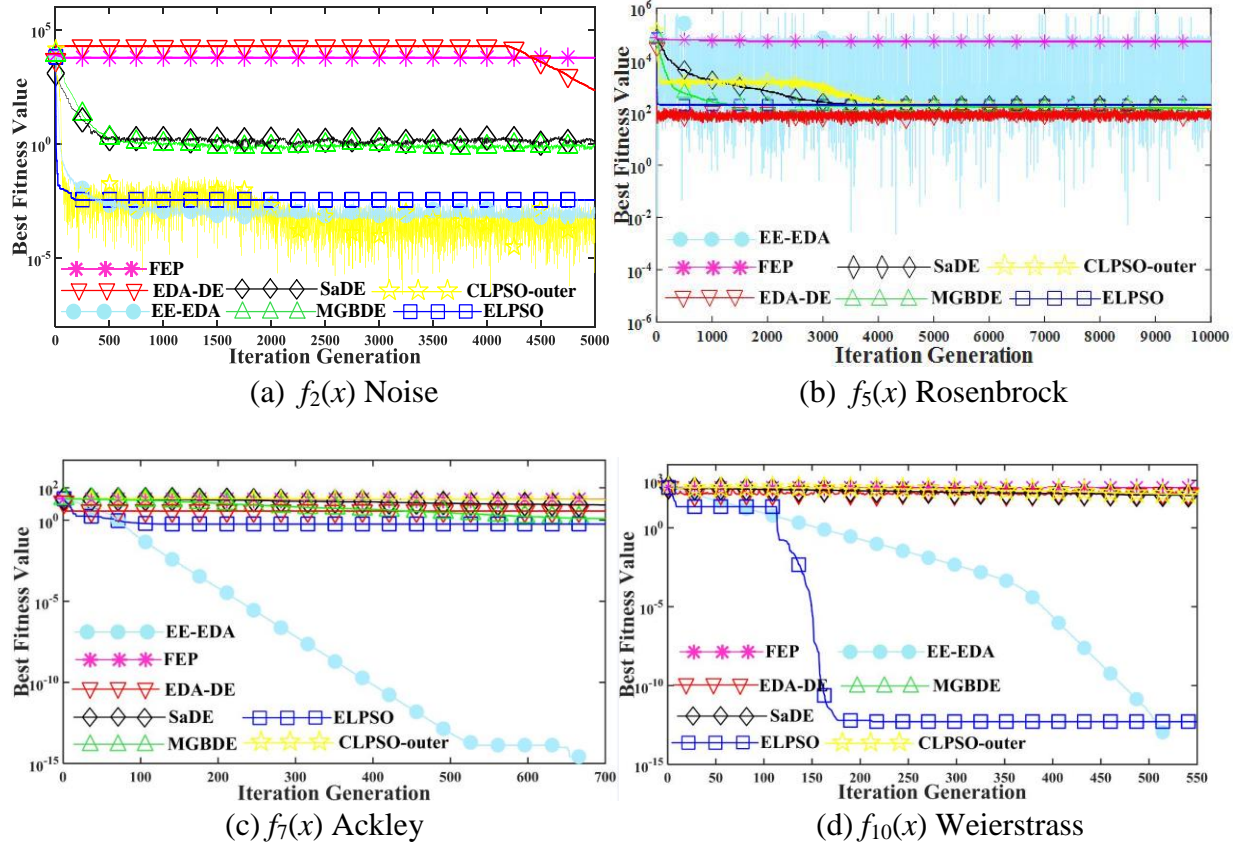 Best Fitness Value
10^5
10^0
10^-5
FEP
EDA-DE
SaDE
CLPSO-outer
EE-EDA
MGBDE
ELPSO
0 500 1000 1500 2000 2500 3000 3500 4000 4500 5000
Iteration Generation
(a) f2(x) Noise
Best Fitness Value
10^6
10^4
10^2
10^0
10^-2
10^-4
10^-6
EE-EDA
FEP
SaDE
CLPSO-outer
EDA-DE
MGBDE
ELPSO
0 1000 2000 3000 4000 5000 6000 7000 8000 9000 10000
Iteration Generation
(b) f5(x) Rosenbrock
Best Fitness Value
10^2
10^0
10^-5
10^-10
10^-15
EE-EDA
FEP
EDA-DE
SaDE
ELPSO
MGBDE
CLPSO-outer
0 100 200 300 400 500 600 700
Iteration Generation
(c) f7(x) Ackley
Best Fitness Value
10^3
10^0
10^-5
10^-10
10^-15
FEP
EE-EDA
EDA-DE
MGBDE
SaDE
ELPSO
CLPSO-outer
0 50 100 150 200 250 300 350 400 450 500 550
Iteration Generation
(d) f10(x) Weierstrass